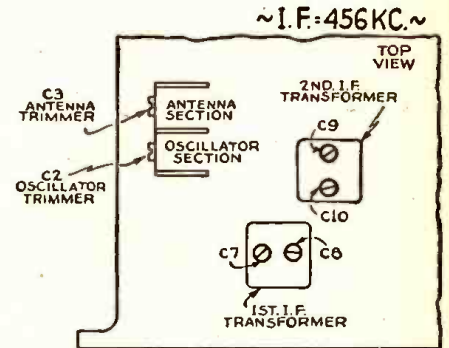 ~I.F.=456KC.~
TOP
VIEW
C3
ANTENNA
TRIMMER
ANTENNA
SECTION
2ND. I.F.
TRANSFORMER
OSCILLATOR
SECTION
C2
OSCILLATOR
TRIMMER
C9
C10
C7
C8
1ST. I.F.
TRANSFORMER